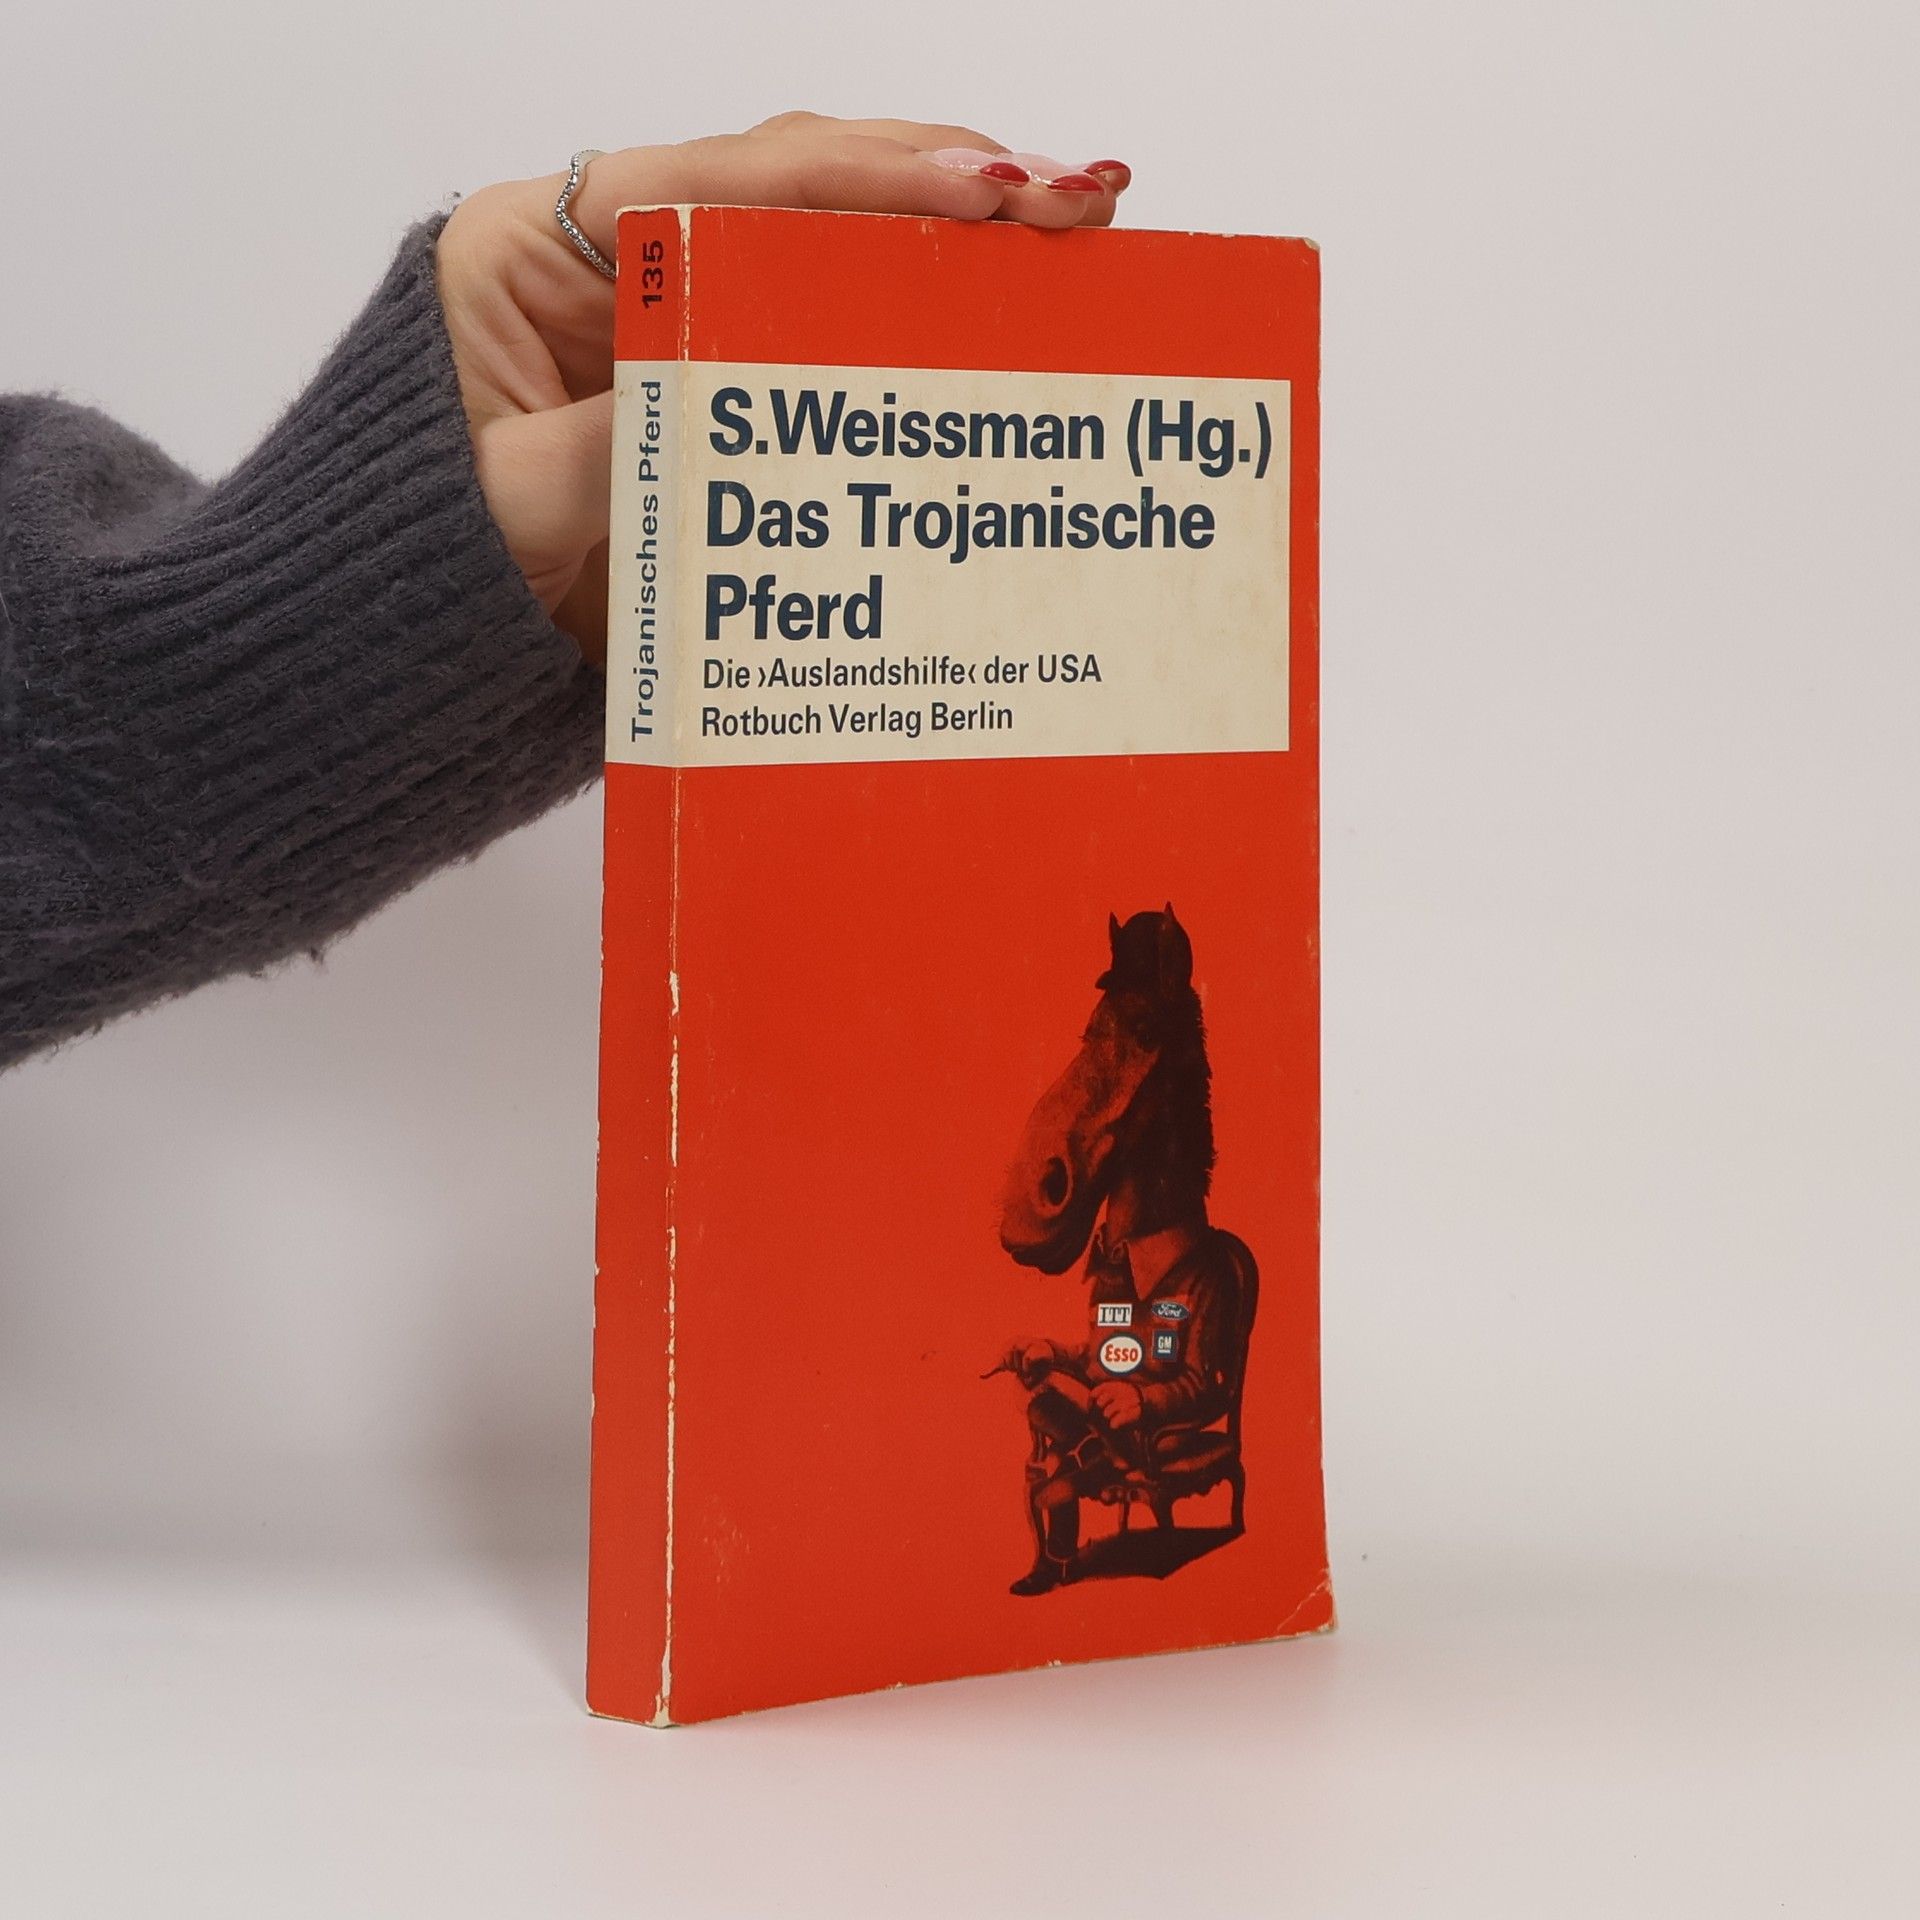 135
Trojanisches Pferd
S.Weissman (Hg.)
Das Trojanische
Pferd
Die ›Auslandshilfe‹ der USA
Rotbuch Verlag Berlin
ITT
Ford
Esso
GM